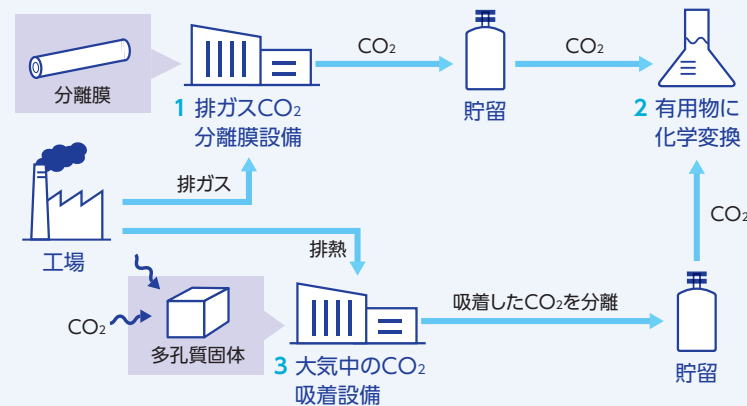 CO₂
CO₂
分離膜
1 排ガスCO₂
分離膜設備
貯留
2 有用物に
化学変換
排ガス
工場
排熱
CO₂
CO₂
多孔質固体
吸着したCO₂を分離
3 大気中のCO₂
吸着設備
貯留